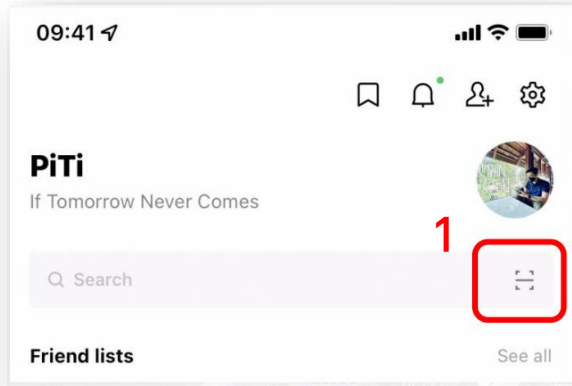 09:41
PiTi
If Tomorrow Never Comes
1
Search
Friend lists
See all